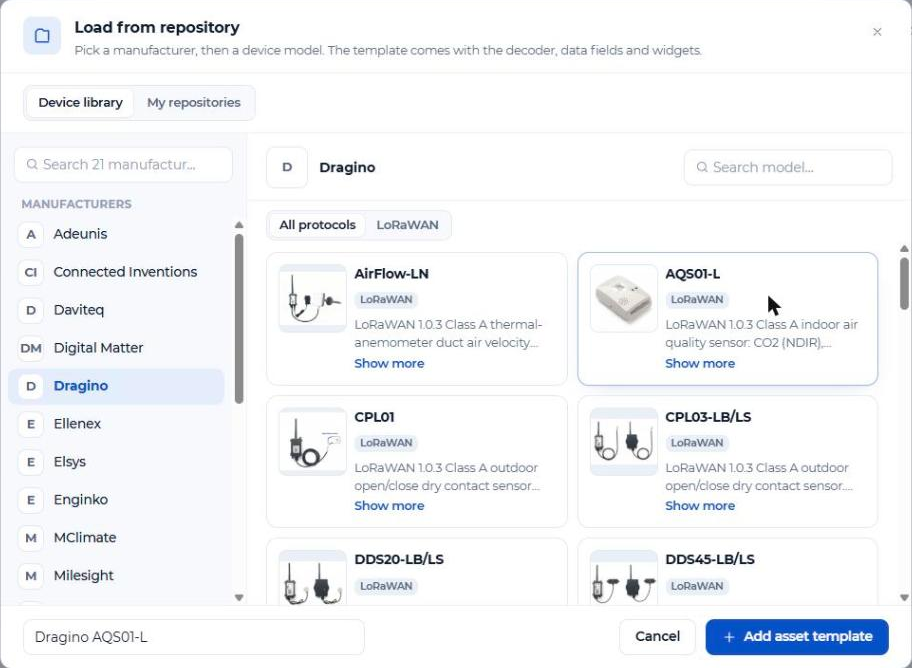 Load from repository
Pick a manufacturer, then a device model. The template comes with the decoder, data fields and widgets.
Device library
My repositories
Search 21 manufactur...
MANUFACTURERS
A Adeunis
CI Connected Inventions
D Daviteq
DM Digital Matter
D Dragino
E Ellenex
E Elsys
E Enginko
M MClimate
M Milesight
D Dragino
Search model...
All protocols
LoRaWAN
AirFlow-LN
LoRaWAN
LoRaWAN 1.0.3 Class A thermal-
anemometer duct air velocity...
Show more
AQS01-L
LoRaWAN
LoRaWAN 1.0.3 Class A indoor air
quality sensor: CO2 (NDIR),...
Show more
CPL01
LoRaWAN
LoRaWAN 1.0.3 Class A outdoor
open/close dry contact sensor...
Show more
CPL03-LB/LS
LoRaWAN
LoRaWAN 1.0.3 Class A outdoor
open/close dry contact sensor....
Show more
DDS20-LB/LS
LoRaWAN
DDS45-LB/LS
LoRaWAN
Dragino AQS01-L
Cancel
+ Add asset template